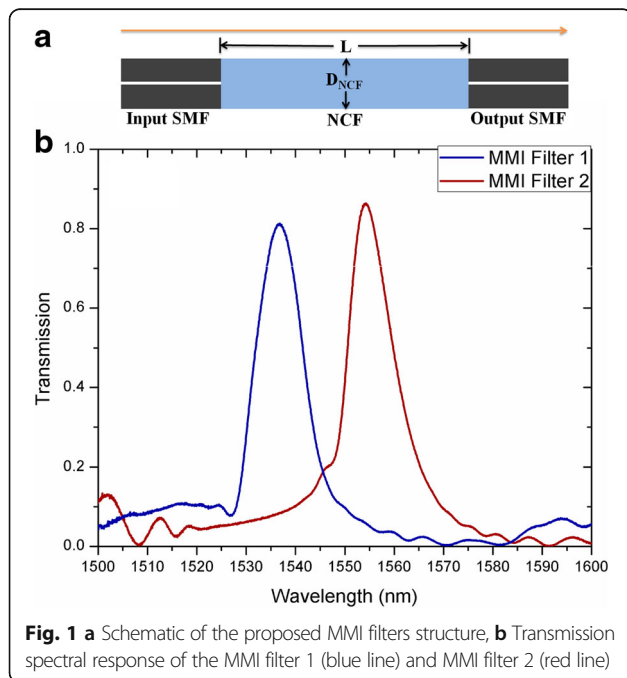 a
L
D_NCF
Input SMF NCF Output SMF
b
MMI Filter 1
MMI Filter 2
1.0
0.8
0.6
0.4
0.2
0.0
Transmission
1500 1510 1520 1530 1540 1550 1560 1570 1580 1590 1600
Wavelength (nm)
Fig. 1 a Schematic of the proposed MMI filters structure, b Transmission
spectral response of the MMI filter 1 (blue line) and MMI filter 2 (red line)